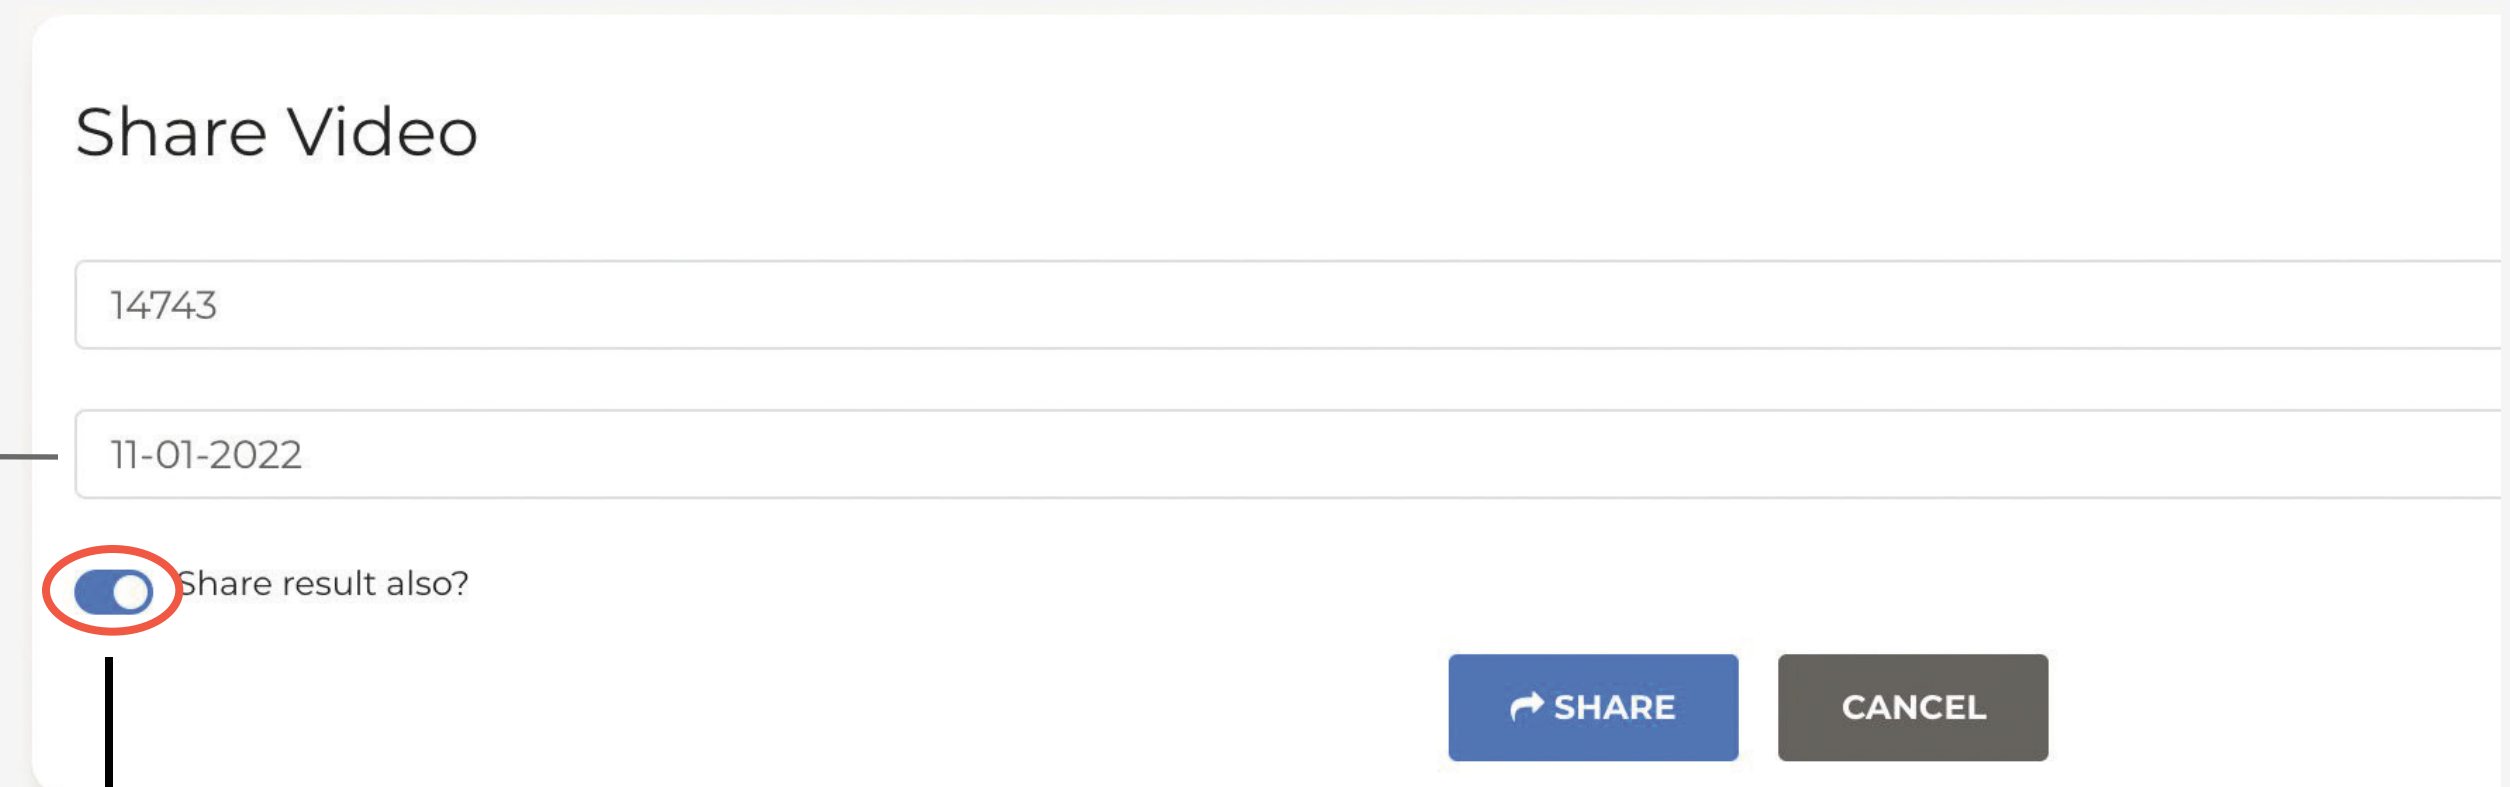 Share Video
14743
11-01-2022
Share result also?
SHARE
CANCEL